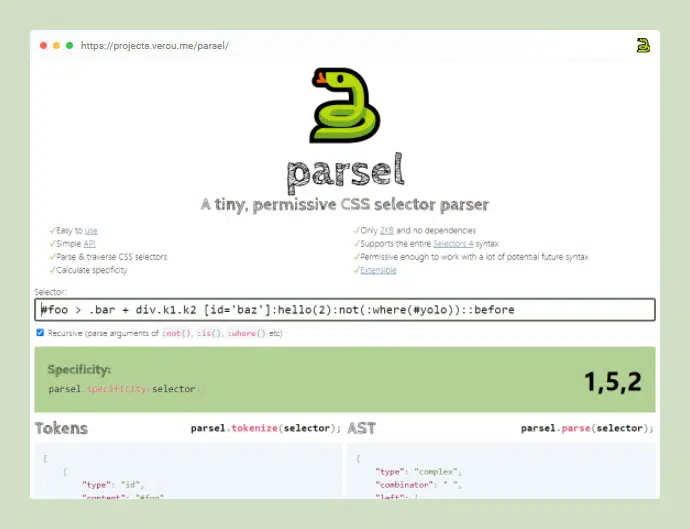 https://projects.verou.me/parsel/
parsel
A tiny, permissive CSS selector parser
✓Easy to use
✓Simple API
✓Parse & traverse CSS selectors
✓Calculate specificity
✓Only 2KB and no dependencies
✓Supports the entire Selectors 4 syntax
✓Permissive enough to work with a lot of potential future syntax
✓Extensible
Selector:
#foo > .bar + div.k1.k2 [id='baz']:hello(2):not(:where(#yolo))::before
Recursive (parse arguments of :not(), :is(), :where() etc)
Specificity:
parsel.specificity(selector)
1,5,2
Tokens
parsel.tokenize(selector);
AST
parsel.parse(selector);
[
{
"type": "id",
"content": "#foo"
{
"type": "complex",
"combinator": " ",
"left": {